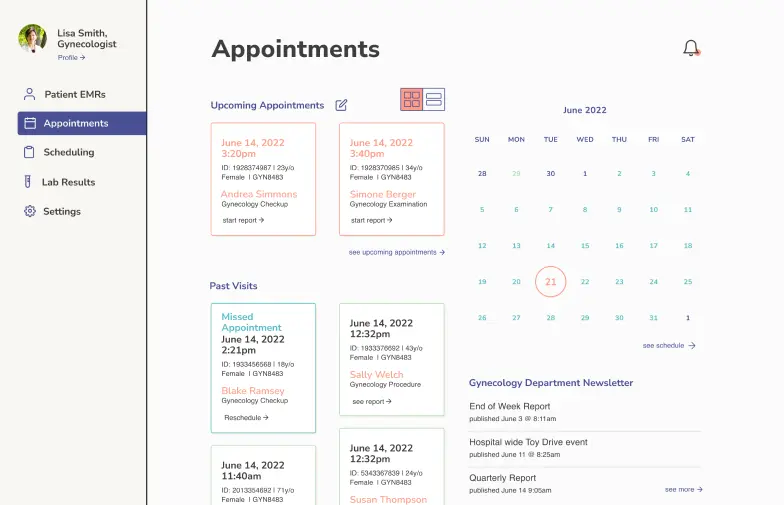 Lisa Smith,
Gynecologist
Profile
Patient EMRs
Appointments
Scheduling
Lab Results
Settings
Appointments
Upcoming Appointments
June 14, 2022
3:20pm
ID: 1928374987 | 23y/o
Female | GYN8483
Andrea Simmons
Gynecology Checkup
start report
June 14, 2022
3:40pm
ID: 1928370985 | 34y/o
Female | GYN8483
Simone Berger
Gynecology Examination
start report
see upcoming appointments
Past Visits
Missed
Appointment
June 14, 2022
2:21pm
ID: 1933456568 | 18y/o
Female | GYN8483
Blake Ramsey
Gynecology Checkup
Reschedule
June 14, 2022
12:32pm
ID: 1933376692 | 43y/o
Female | GYN8483
Sally Welch
Gynecology Procedure
see report
June 14, 2022
11:40am
ID: 2013354692 | 71y/o
Female | GYN8483
June 14, 2022
12:32pm
ID: 5343367839 | 24y/o
Female | GYN8483
Susan Thompson
June 2022
SUN MON TUE WED THU FRI SAT
28 29 30 1 2 3 4
5 6 7 8 9 10 11
12 13 14 15 16 17 18
19 20 21 22 23 24 25
26 27 28 29 30 31 1
see schedule
Gynecology Department Newsletter
End of Week Report
published June 3 @ 8:11am
Hospital wide Toy Drive event
published June 11 @ 8:25am
Quarterly Report
published June 14 9:05am
see more